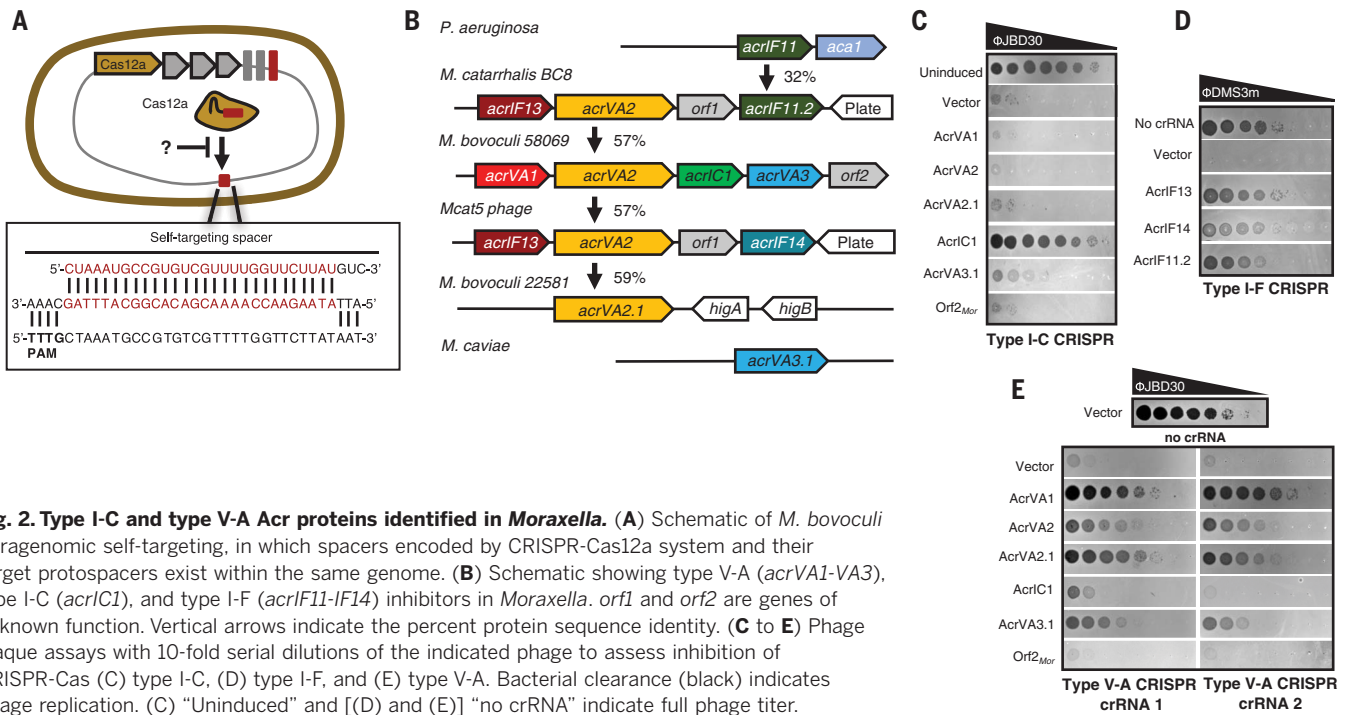 A
Cas12a
Cas12a
?
Self-targeting spacer
5'-CUAAAUGCCGUGUCGUUUUGGUUCUUAUGUC-3'
3'-AAACGATTTACGGCACAGCAAAACCAAGAATATTA-5'
5'-TTTGCTAAATGCCGTGTCGTTTTGGTTCTTATAAT-3'
PAM
B
P. aeruginosa
acrIF11 aca1
32%
M. catarrhalis BC8
acrIF13 acrVA2 orf1 acrIF11.2 Plate
57%
M. bovoculi 58069
acrVA1 acrVA2 acrIC1 acrVA3 orf2
57%
Mcat5 phage
acrIF13 acrVA2 orf1 acrIF14 Plate
59%
M. bovoculi 22581
acrVA2.1 higA higB
M. caviae
acrVA3.1
C
ΦJBD30
Uninduced
Vector
AcrVA1
AcrVA2
AcrVA2.1
AcrIC1
AcrVA3.1
Orf2Mor
Type I-C CRISPR
D
ΦDMS3m
No crRNA
Vector
AcrIF13
AcrIF14
AcrIF11.2
Type I-F CRISPR
E
ΦJBD30
Vector
no crRNA
Vector
AcrVA1
AcrVA2
AcrVA2.1
AcrIC1
AcrVA3.1
Orf2Mor
Type V-A CRISPR crRNA 1
Type V-A CRISPR crRNA 2
g. 2. Type I-C and type V-A Acr proteins identified in Moraxella. (A) Schematic of M. bovoculi
ragenomic self-targeting, in which spacers encoded by CRISPR-Cas12a system and their
rget protospacers exist within the same genome. (B) Schematic showing type V-A (acrVA1-VA3),
pe I-C (acrIC1), and type I-F (acrIF11-IF14) inhibitors in Moraxella. orf1 and orf2 are genes of
known function. Vertical arrows indicate the percent protein sequence identity. (C to E) Phage
aque assays with 10-fold serial dilutions of the indicated phage to assess inhibition of
RISPR-Cas (C) type I-C, (D) type I-F, and (E) type V-A. Bacterial clearance (black) indicates
age replication. (C) "Uninduced" and [(D) and (E)] "no crRNA" indicate full phage titer.